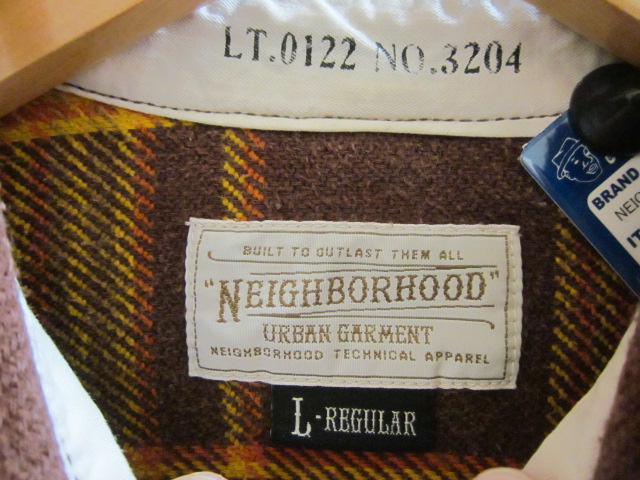 LT.0122 NO.3204
BUILT TO OUTLAST THEM ALL
"NEIGHBORHOOD"
URBAN GARMENT
NEIGHBORHOOD TECHNICAL APPAREL
L-REGULAR
BRAND